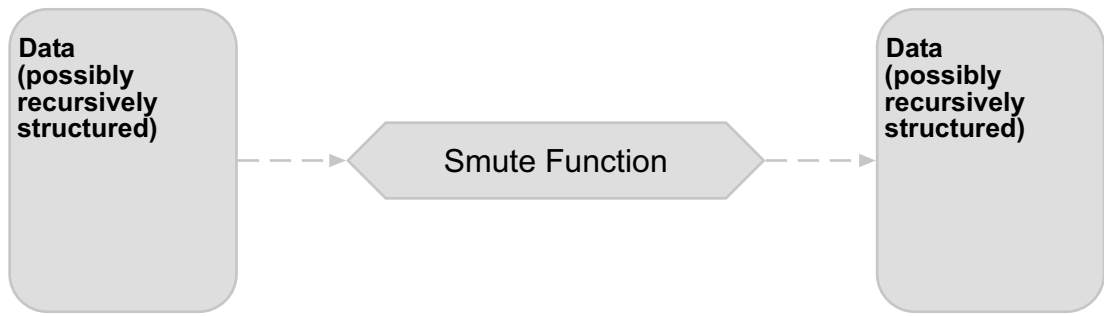 Data
(possibly
recursively
structured)
Smute Function
Data
(possibly
recursively
structured)